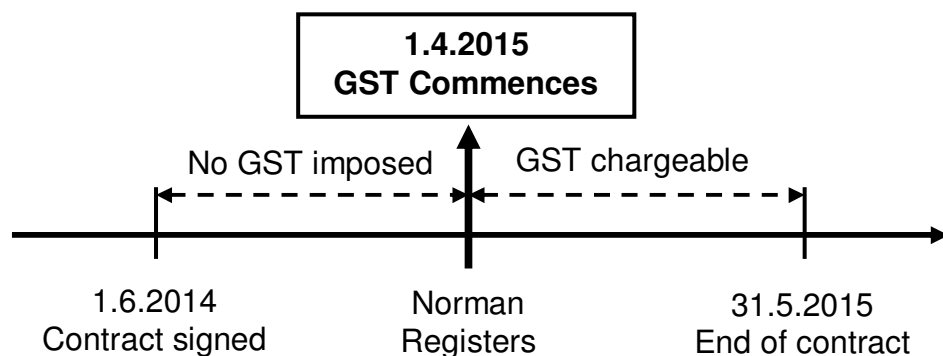 1.4.2015
GST Commences
No GST imposed
GST chargeable
1.6.2014
Contract signed
Norman
Registers
31.5.2015
End of contract